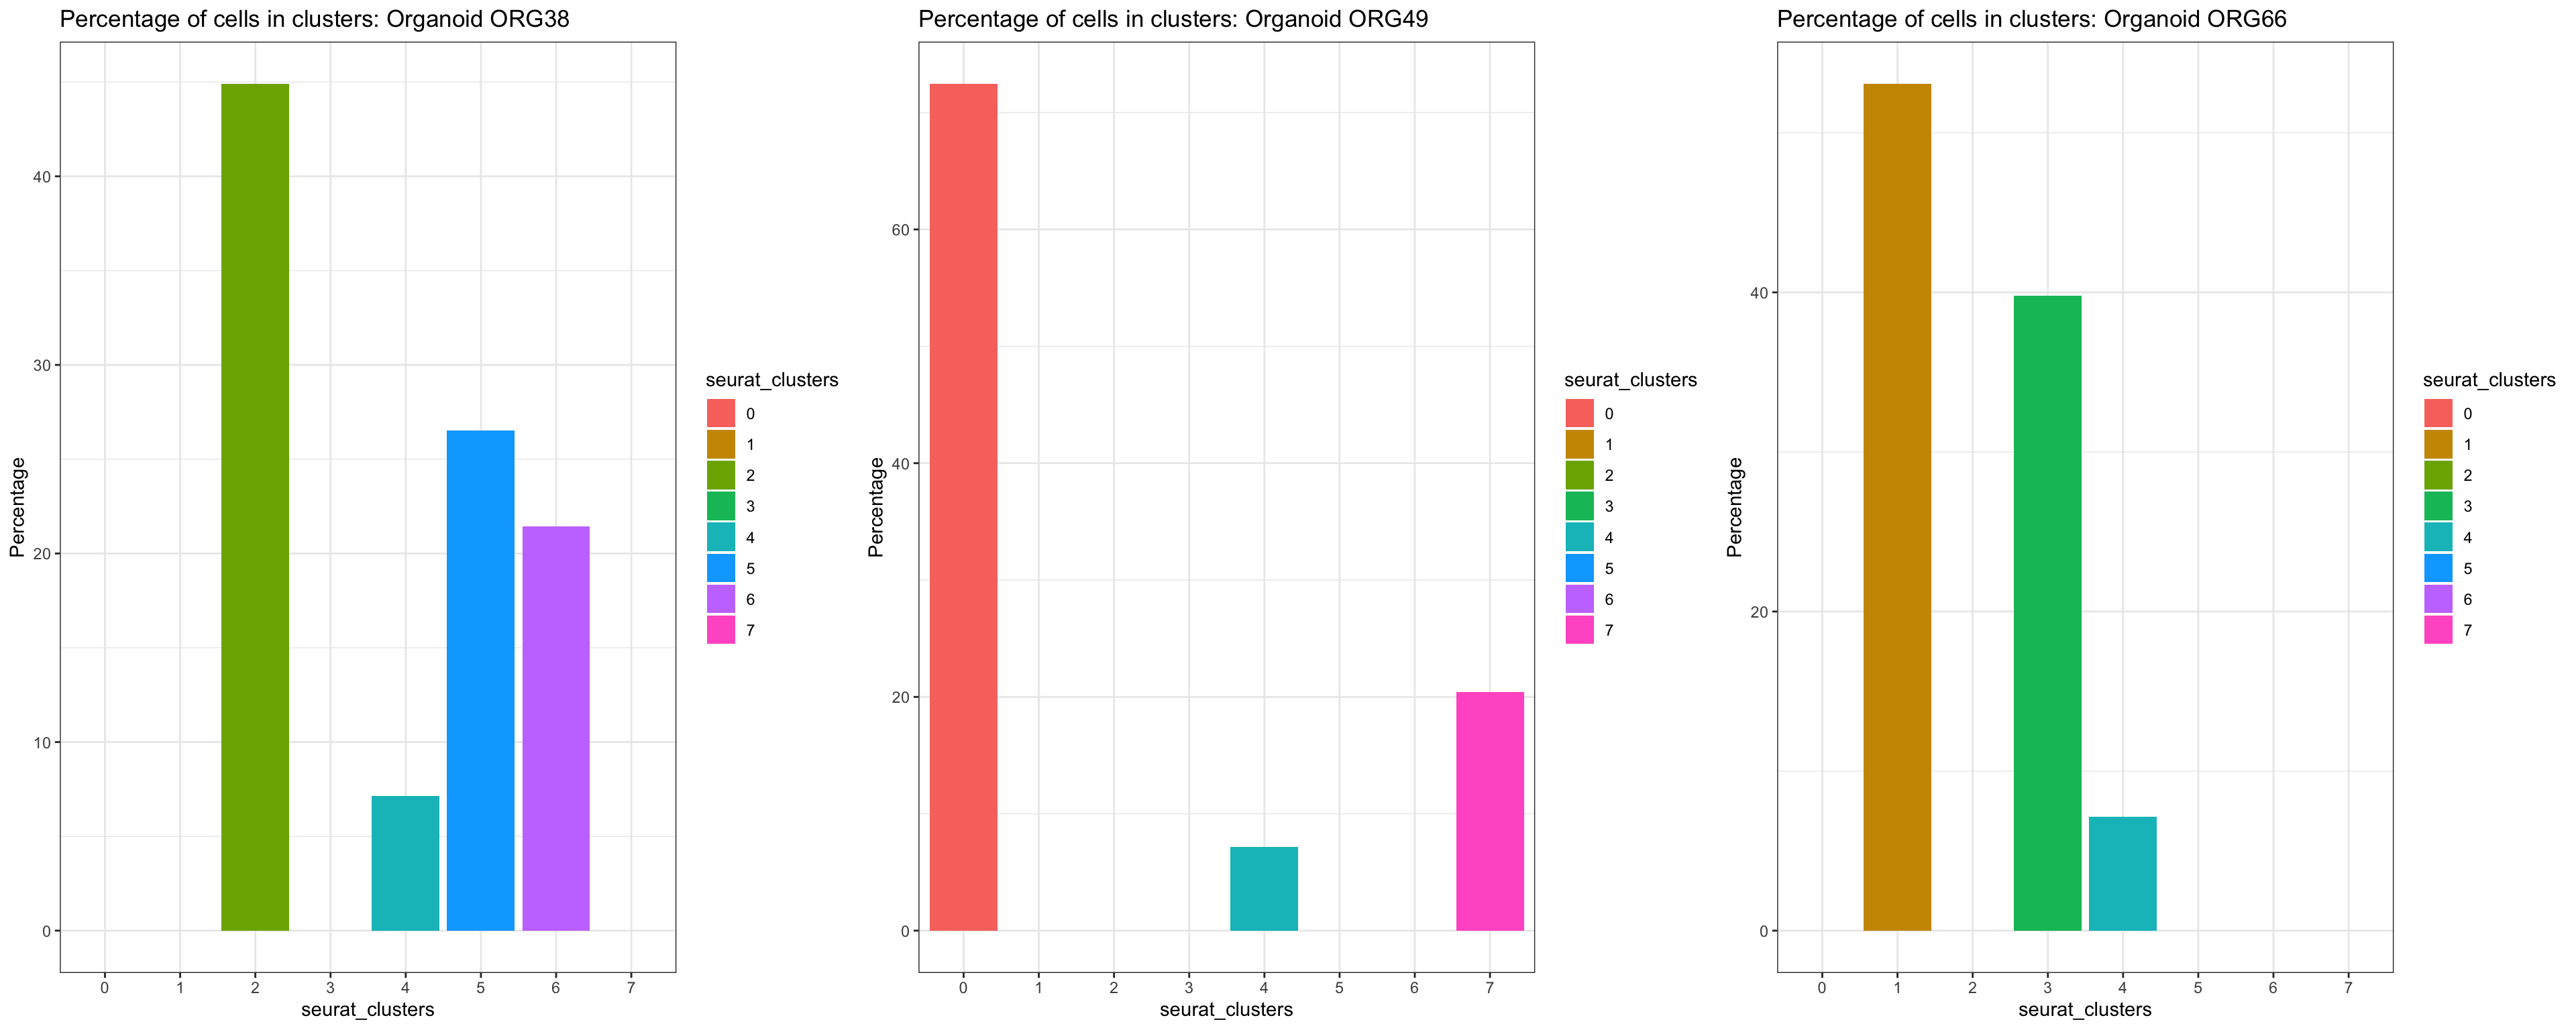 Percentage of cells in clusters: Organoid ORG38
Percentage
40
30
20
10
0
0 1 2 3 4 5 6 7
seurat_clusters
seurat_clusters
0
1
2
3
4
5
6
7
Percentage of cells in clusters: Organoid ORG49
Percentage
60
40
20
0
0 1 2 3 4 5 6 7
seurat_clusters
seurat_clusters
0
1
2
3
4
5
6
7
Percentage of cells in clusters: Organoid ORG66
Percentage
40
20
0
0 1 2 3 4 5 6 7
seurat_clusters
seurat_clusters
0
1
2
3
4
5
6
7